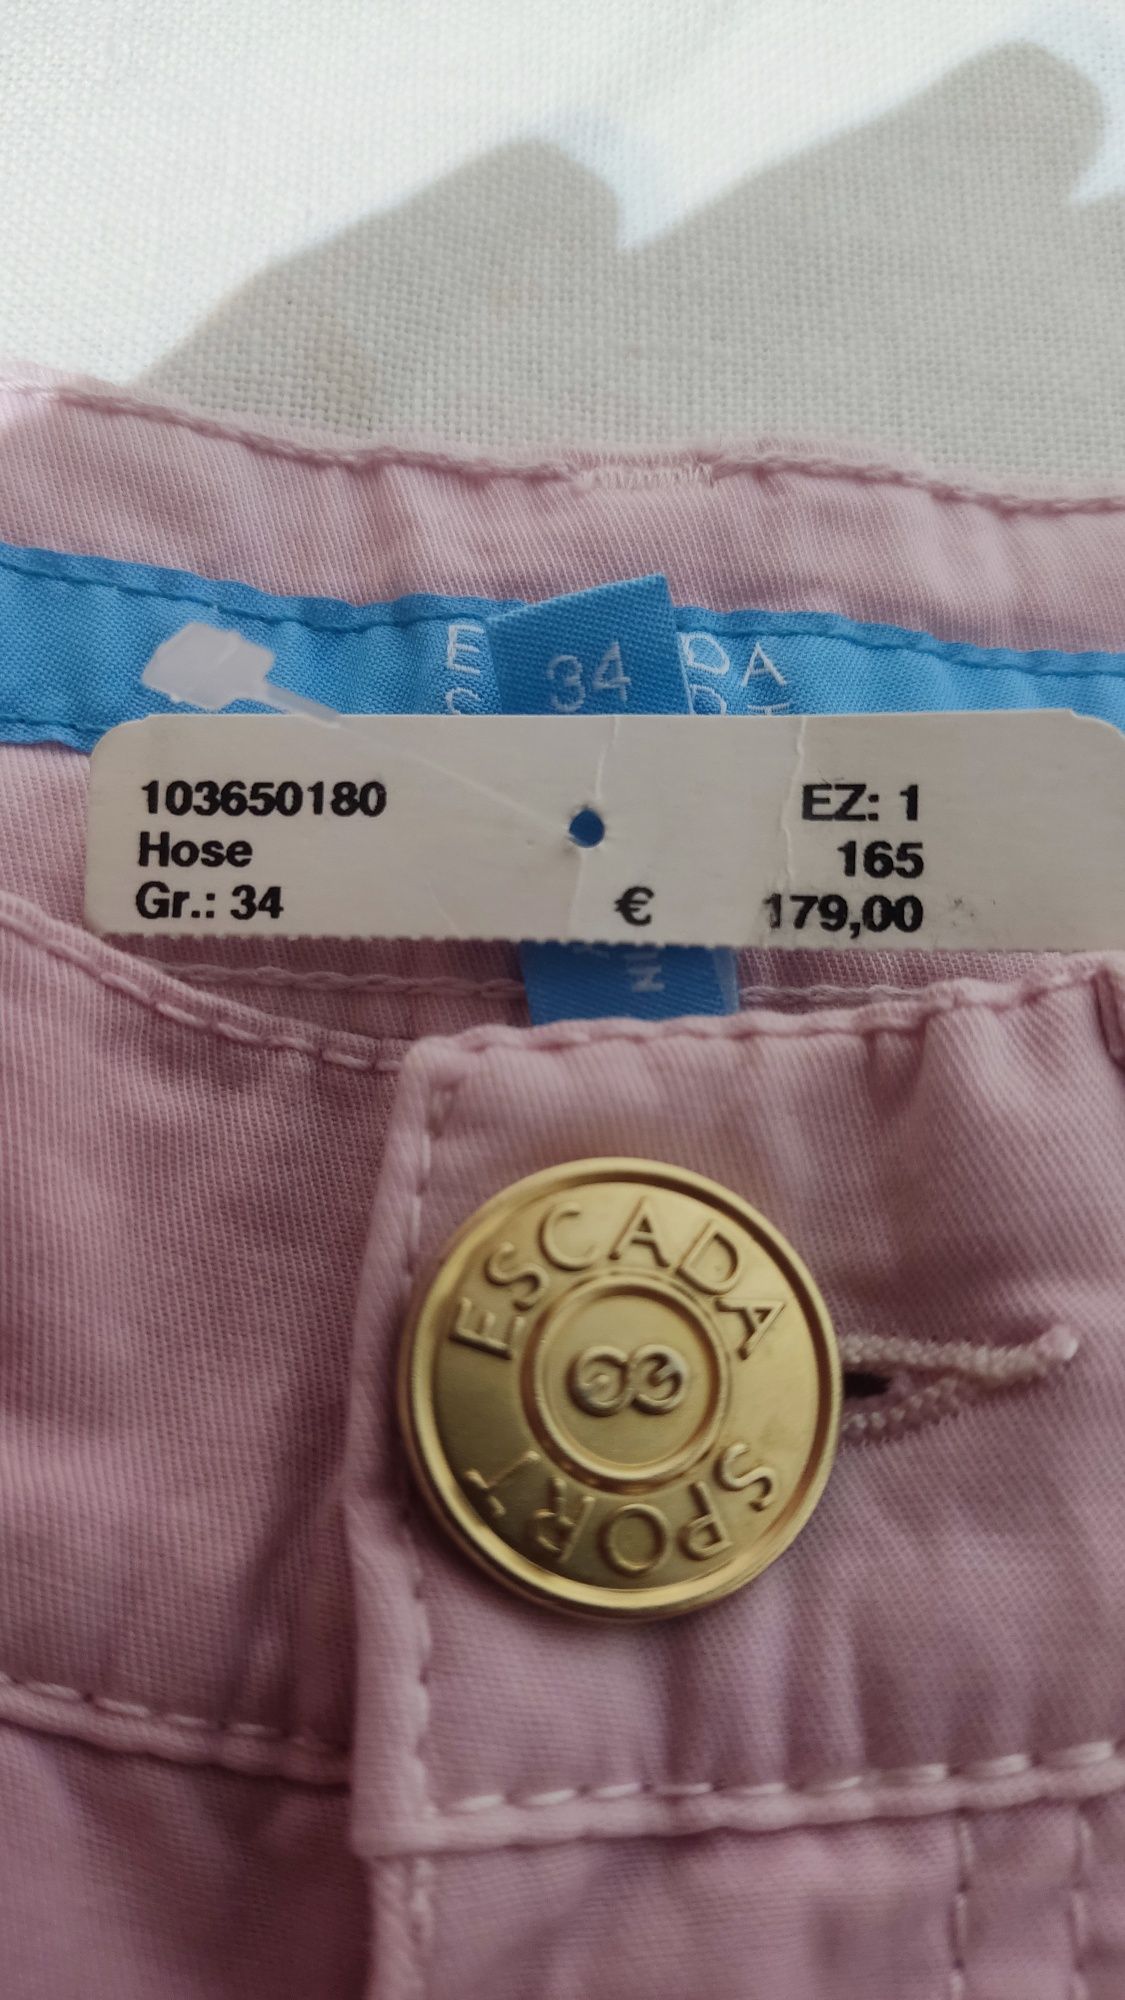 34
103650180
EZ: 1
Hose
165
Gr.: 34
€ 179,00
ESCADA
SPORT